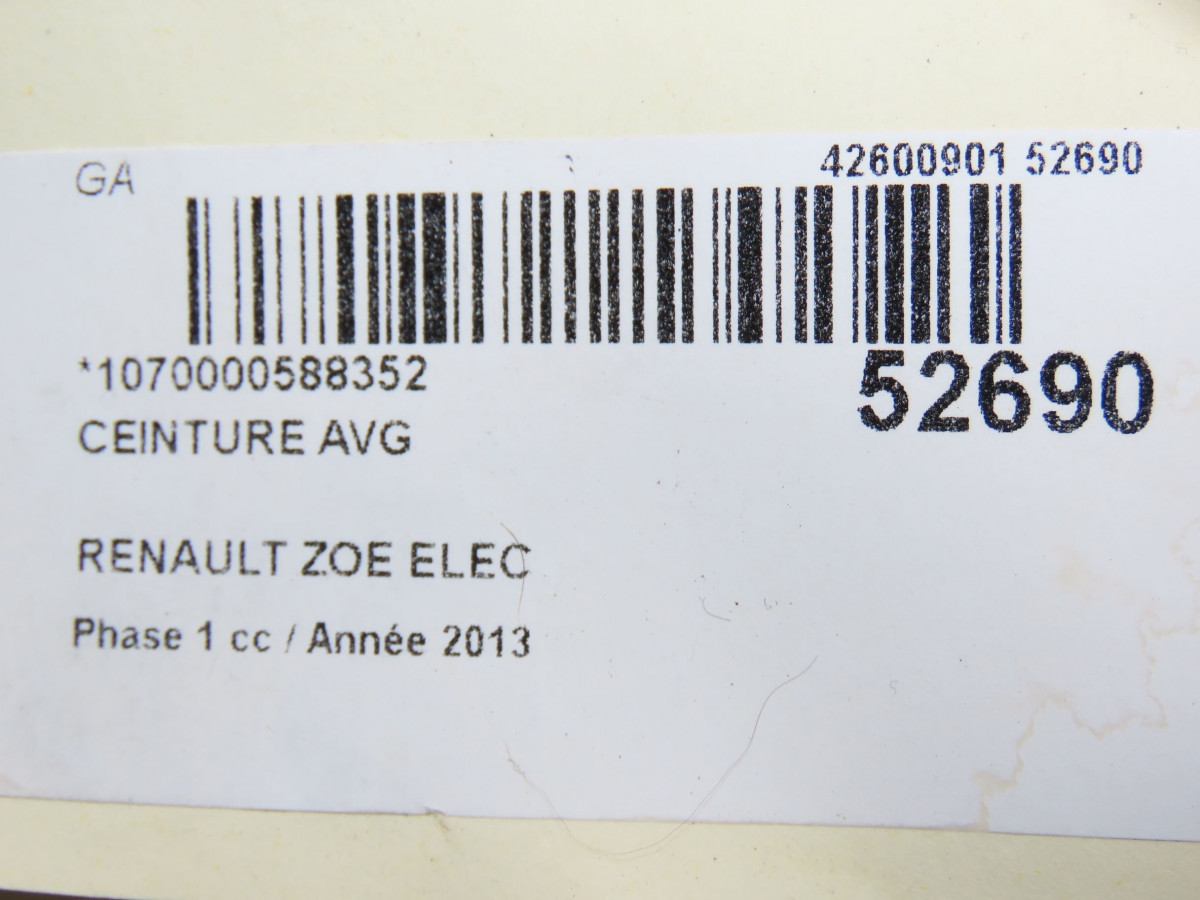 GA
42600901 52690
*1070000588352
52690
CEINTURE AVG
RENAULT ZOE ELEC
Phase 1 cc / Année 2013